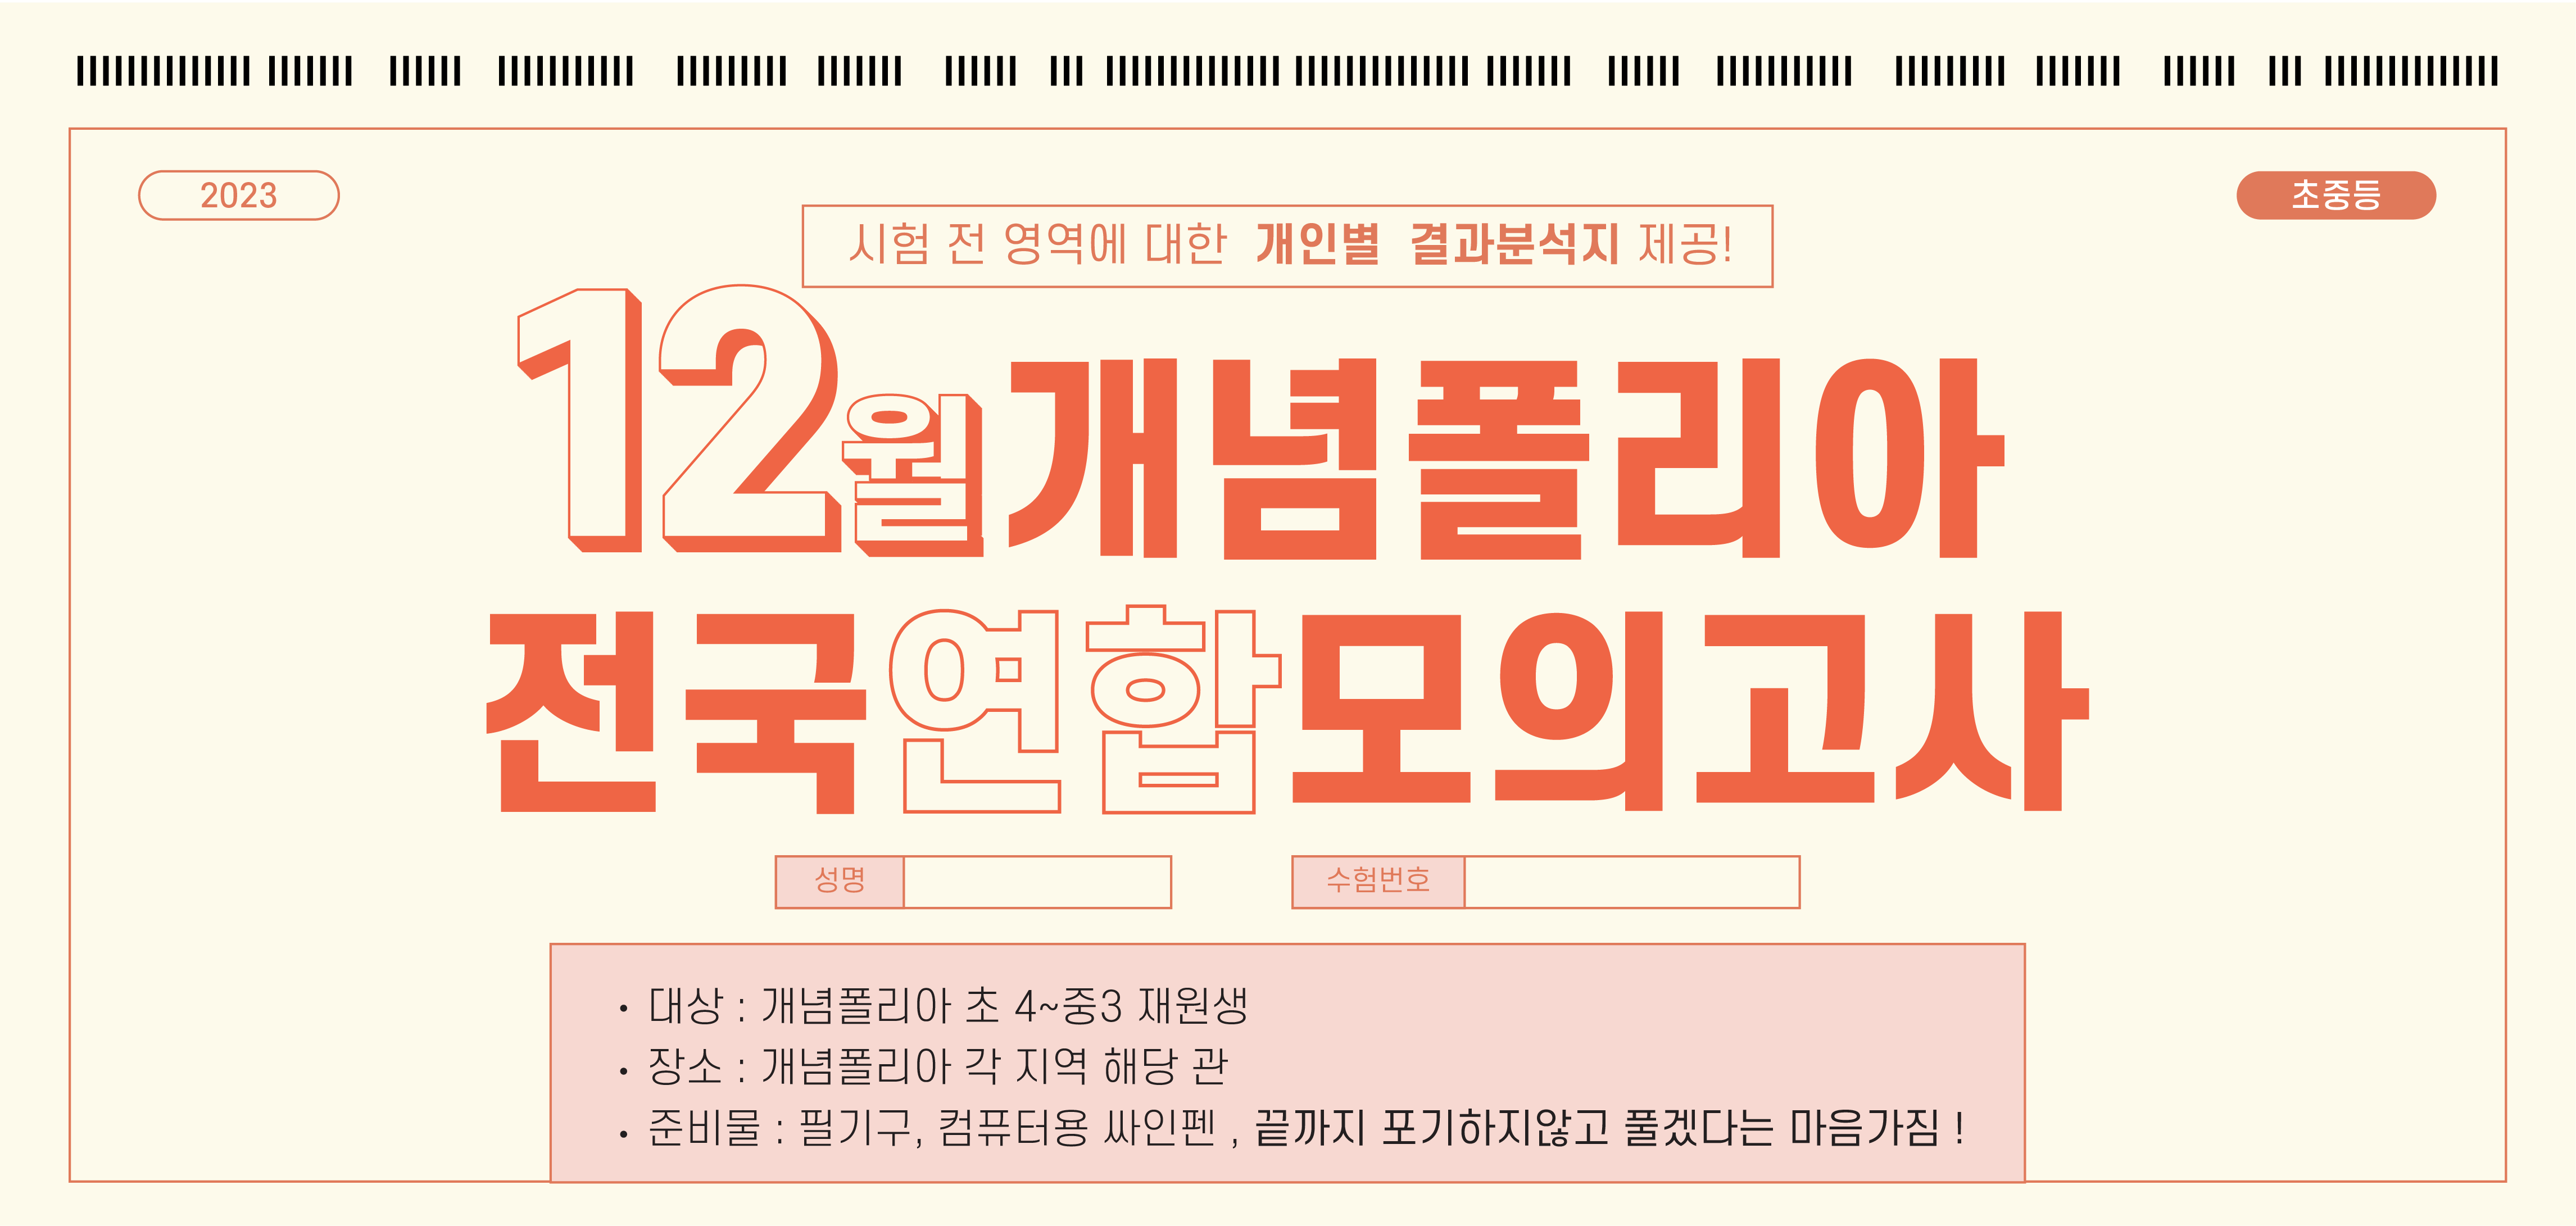 2023
초중등
시험 전 영역에 대한 개인별 결과분석지 제공!
12월개념폴리아
전국연합모의고사
성명
수험번호
• 대상 : 개념폴리아 초 4~중3 재원생
• 장소 : 개념폴리아 각 지역 해당 관
• 준비물 : 필기구, 컴퓨터용 싸인펜 , 끝까지 포기하지않고 풀겠다는 마음가짐 !